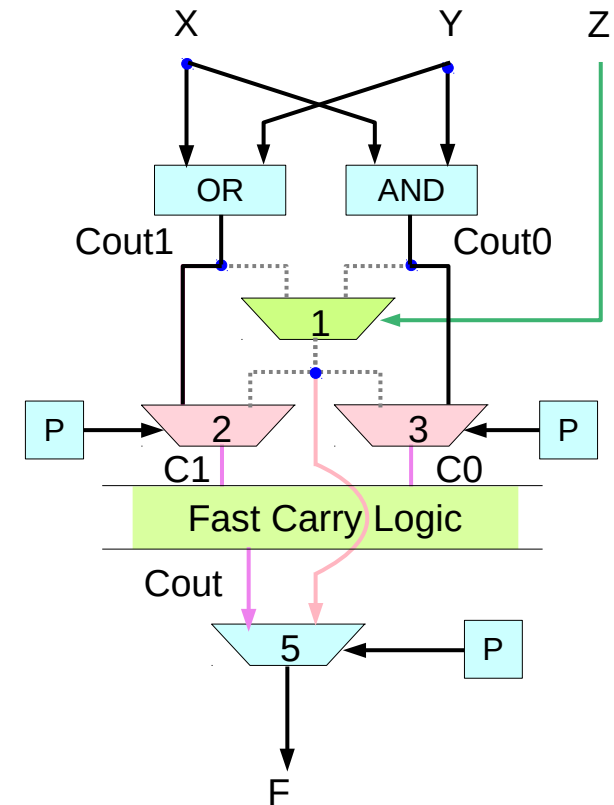 X Y Z
OR AND
Cout1 Cout0
1
P 2 3 P
C1 C0
Fast Carry Logic
Cout
5 P
F